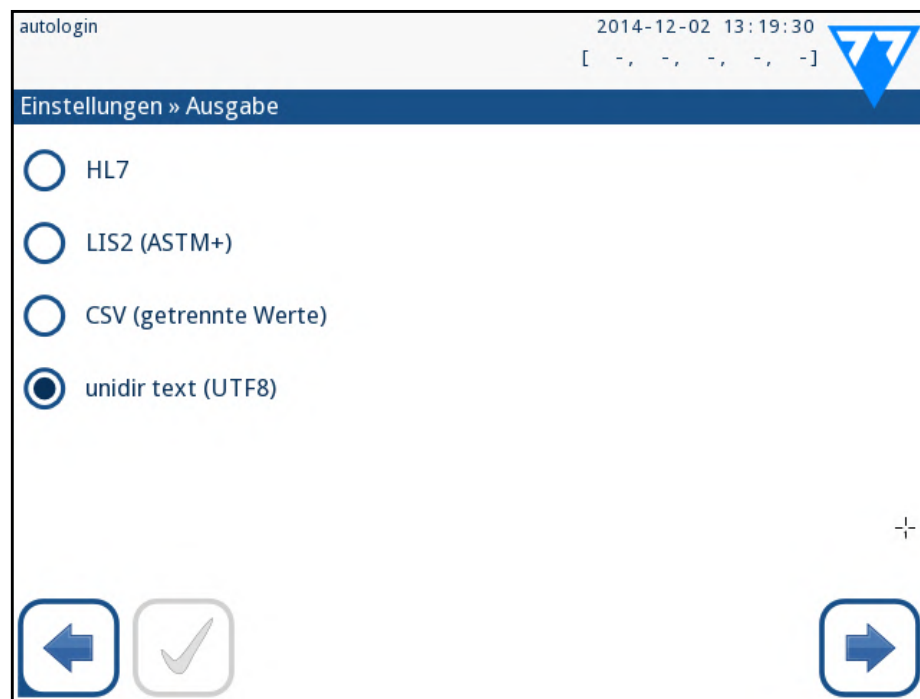 autologin
2014-12-02 13:19:30
[ -, -, -, -, -]
Einstellungen » Ausgabe
HL7
LIS2 (ASTM+)
CSV (getrennte Werte)
unidir text (UTF8)